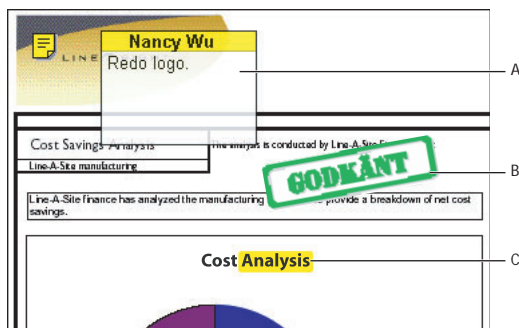 Nancy Wu
LINE
Redo logo.
A
Cost Savings Analysis
The analysis is conducted by Line-A-Site
Line-A-Site manufacturing
GODKÄNT
B
Line-A-Site finance has analyzed the manufacturing provide a breakdown of net cost
savings.
Cost Analysis
C